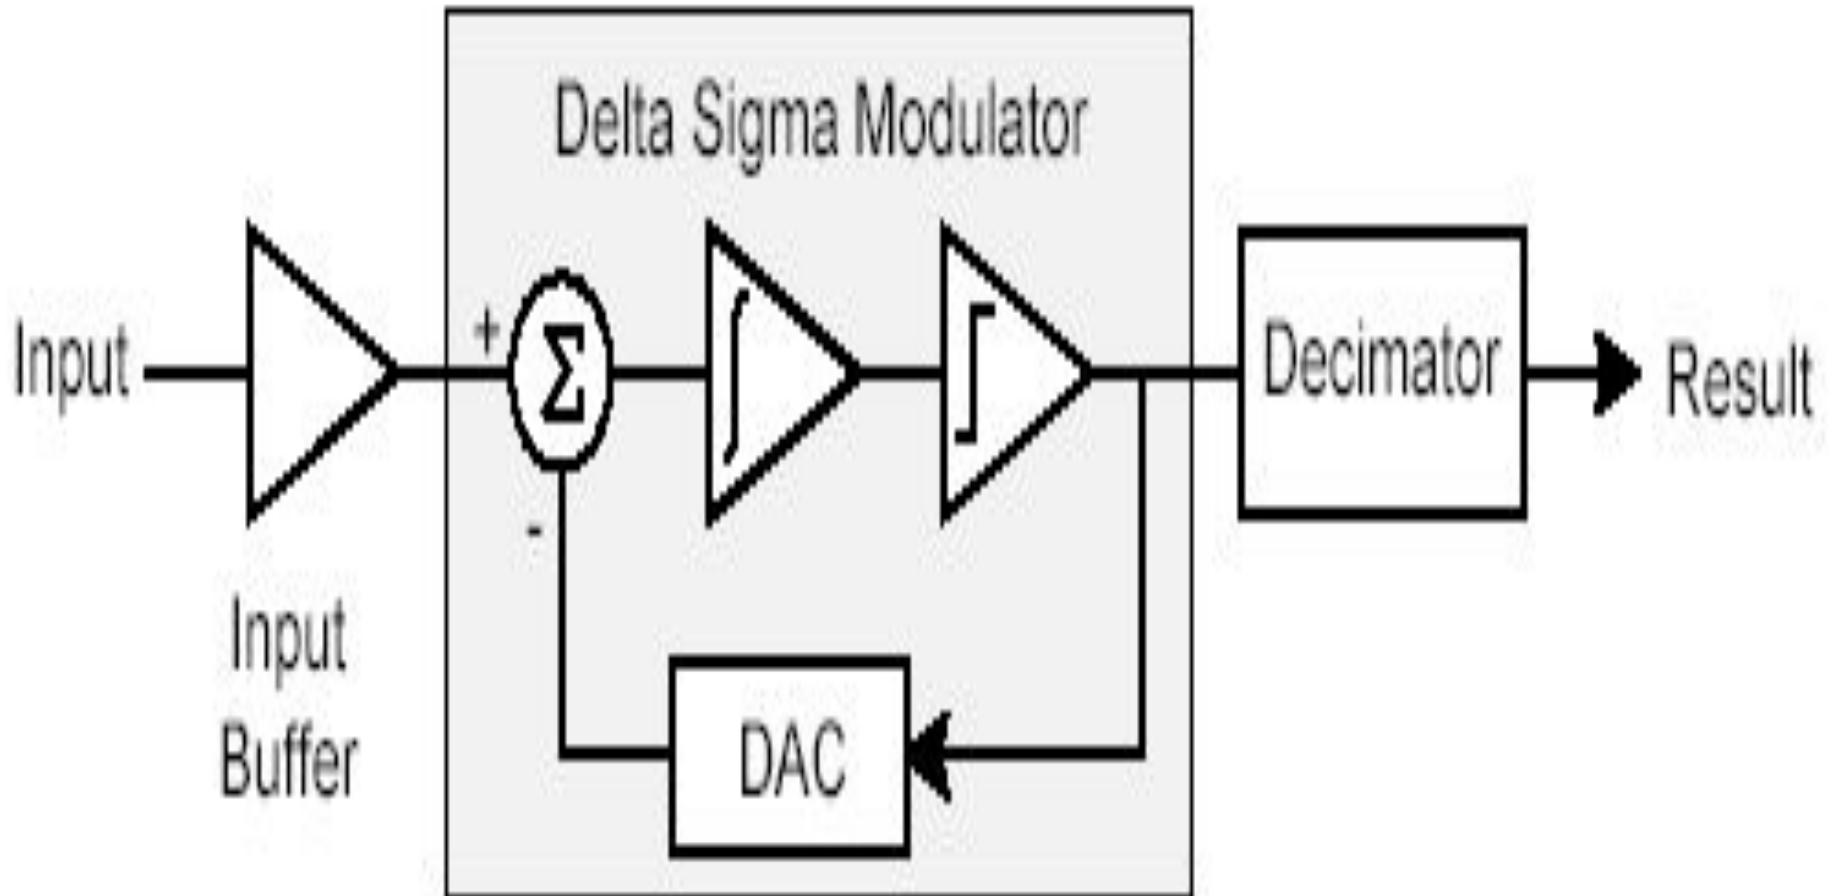 Delta Sigma Modulator
Input
+
Σ
-
Decimator
Result
Input
Buffer
DAC